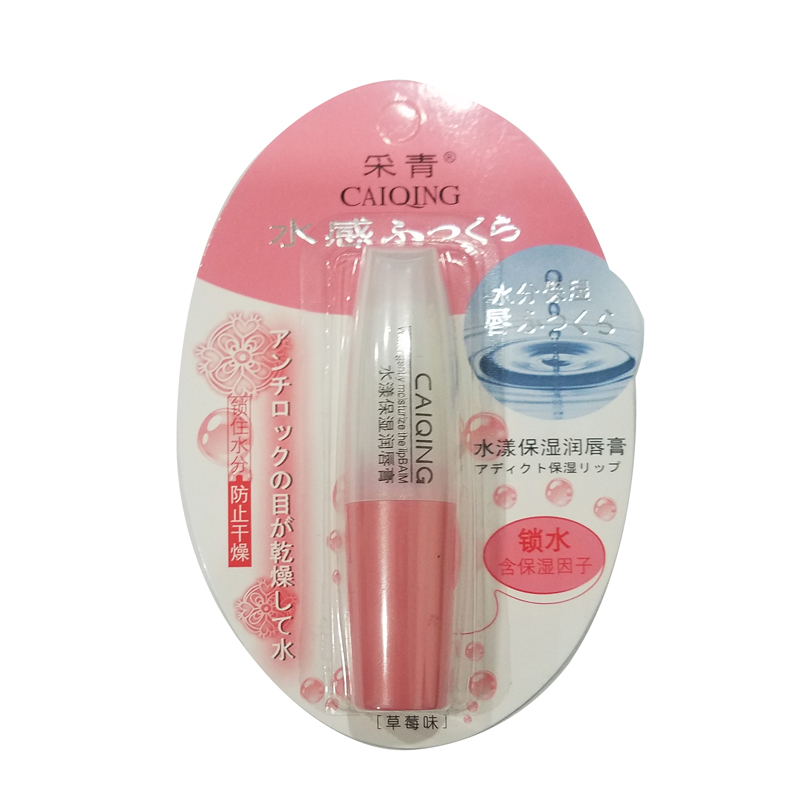 采青®
CAIQING
水感ふっくら
水分保湿
唇ふっくら
アンチロックの目が乾燥して水
锁住水分
防止干燥
CAIQING
moisturize the lipBAlM
水漾保湿润唇膏
水漾保湿润唇膏
アディクト保湿リップ
锁水
含保湿因子
[草莓味]